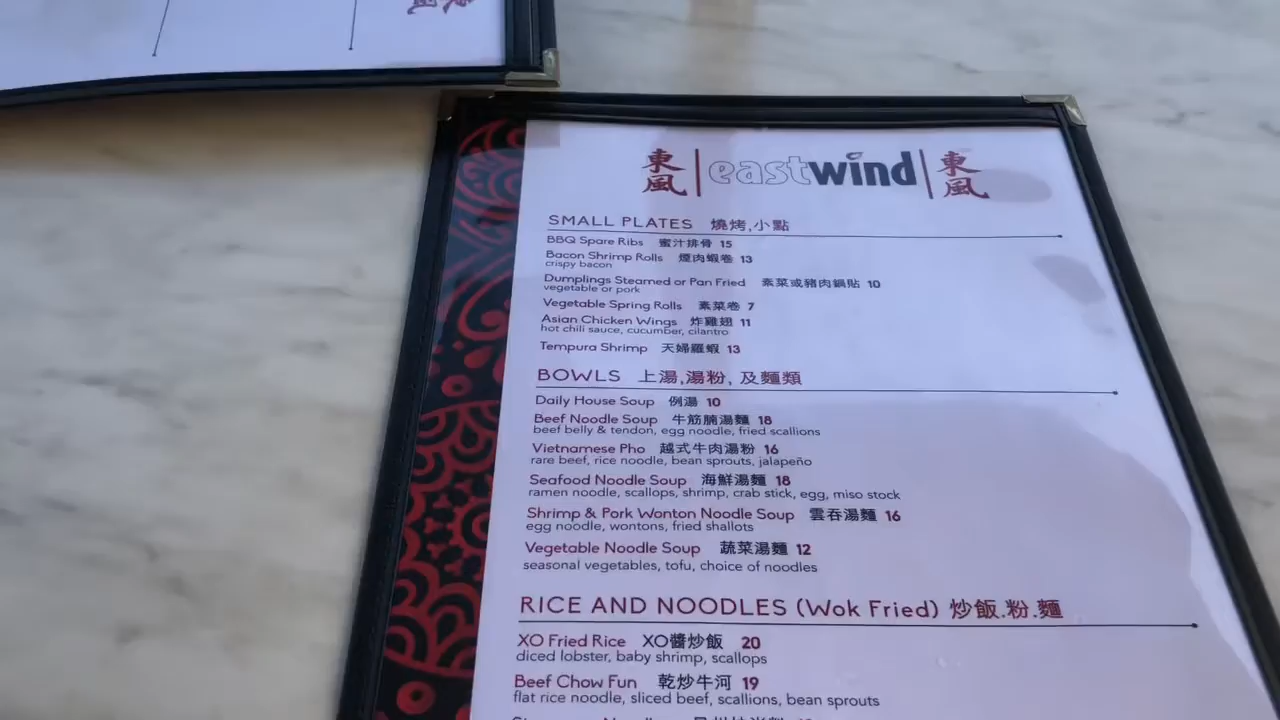 東風 | eastwind | 東風
SMALL PLATES 燒烤,小點
BBQ Spare Ribs 蜜汁排骨 15
Bacon Shrimp Rolls 煙肉蝦卷 13
crispy bacon
Dumplings Steamed or Pan Fried 素菜或豬肉鍋貼 10
vegetable or pork
Vegetable Spring Rolls 素菜卷 7
Asian Chicken Wings 炸雞翅 11
hot chili sauce, cucumber, cilantro
Tempura Shrimp 天婦羅蝦 13
BOWLS 上湯,湯粉, 及麵類
Daily House Soup 例湯 10
Beef Noodle Soup 牛筋腩湯麵 18
beef belly & tendon, egg noodle, fried scallions
Vietnamese Pho 越式牛肉湯粉 16
rare beef, rice noodle, bean sprouts, jalapeño
Seafood Noodle Soup 海鮮湯麵 18
ramen noodle, scallops, shrimp, crab stick, egg, miso stock
Shrimp & Pork Wonton Noodle Soup 雲吞湯麵 16
egg noodle, wontons, fried shallots
Vegetable Noodle Soup 蔬菜湯麵 12
seasonal vegetables, tofu, choice of noodles
RICE AND NOODLES (Wok Fried) 炒飯.粉.麵
XO Fried Rice XO醬炒飯 20
diced lobster, baby shrimp, scallops
Beef Chow Fun 乾炒牛河 19
flat rice noodle, sliced beef, scallions, bean sprouts